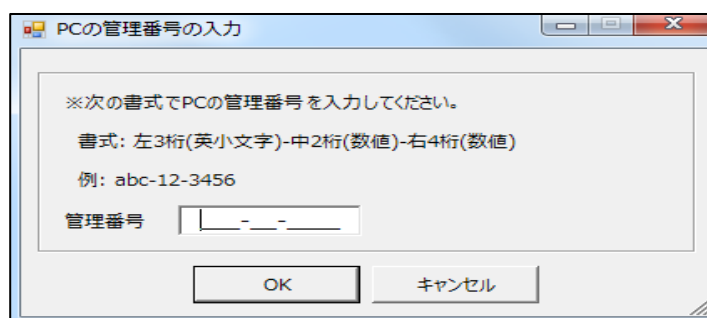 PCの管理番号の入力
※次の書式でPCの管理番号を入力してください。
書式: 左3桁(英小文字)-中2桁(数値)-右4桁(数値)
例: abc-12-3456
管理番号 ___-__-____
OK キャンセル